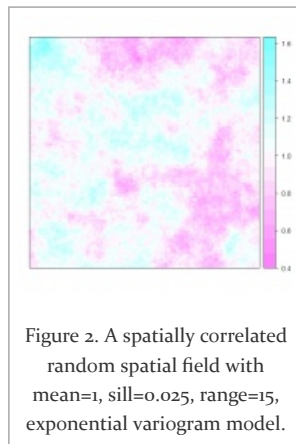 1.6
1.4
1.2
1.0
0.8
0.6
0.4
Figure 2. A spatially correlated
random spatial field with
mean=1, sill=0.025, range=15,
exponential variogram model.